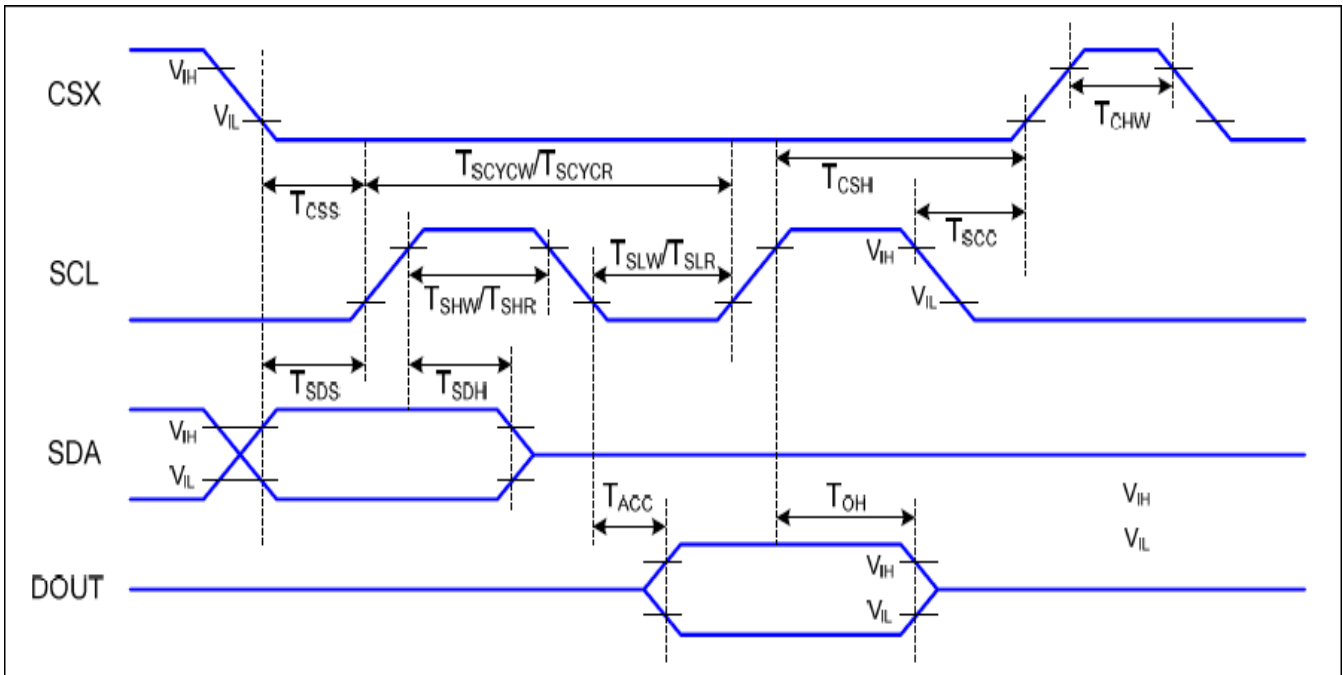 CSX
VIH
VIL
TCHW
TSCYCW/TSCYCR
TCSH
TCSS
TSCC
SCL
TSLW/TSLR
VIH
TSHW/TSHR
VIL
TSDS
TSDH
SDA
VIH
VIL
TACC
TOH
VIH
VIL
DOUT
VIH
VIL